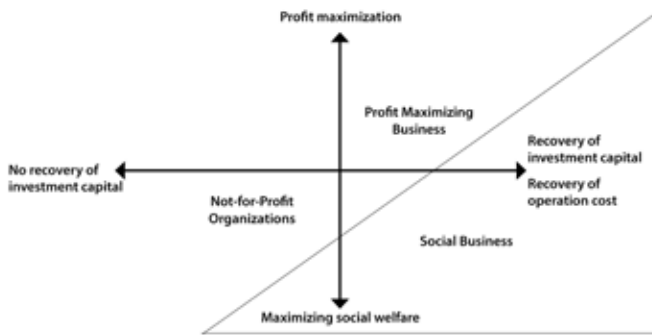 Profit maximization
Profit Maximizing
Business
Recovery of
investment capital
No recovery of
investment capital
Recovery of
operation cost
Not-for-Profit
Organizations
Social Business
Maximizing social welfare